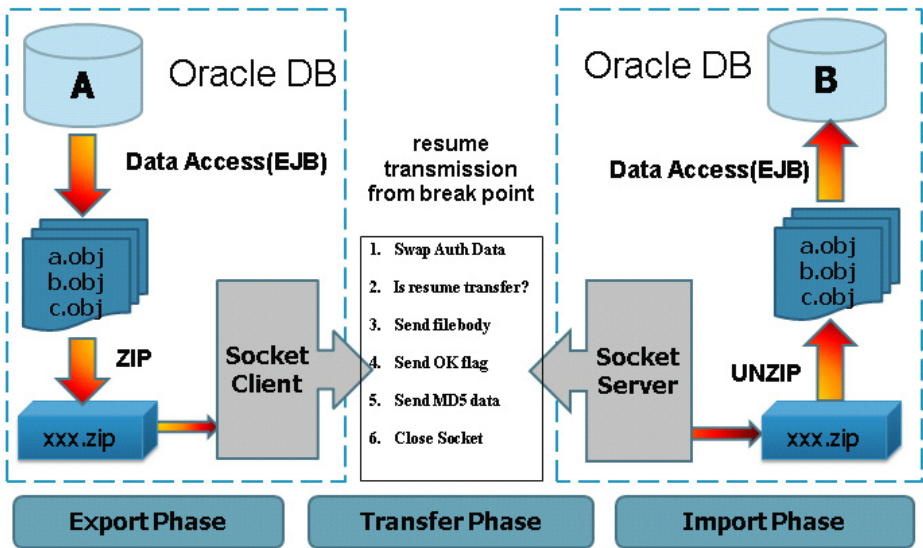 A
Oracle DB
Data Access(EJB)
a.obj
b.obj
c.obj
ZIP
xxx.zip
Socket
Client
resume
transmission
from break point
1. Swap Auth Data
2. Is resume transfer?
3. Send filebody
4. Send OK flag
5. Send MD5 data
6. Close Socket
Oracle DB
B
Data Access(EJB)
a.obj
b.obj
c.obj
Socket
Server
UNZIP
xxx.zip
Export Phase
Transfer Phase
Import Phase